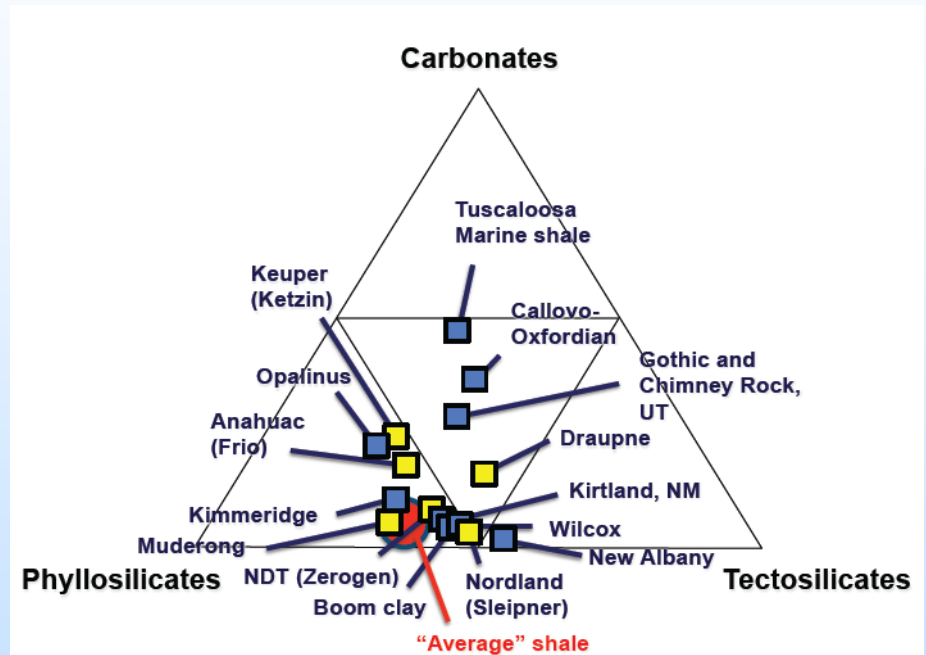 Carbonates
Tuscaloosa
Marine shale
Keuper
(Ketzin)
Callovo-
Oxfordian
Gothic and
Chimney Rock,
UT
Opalinus
Anahuac
(Frio)
Draupne
Kirtland, NM
Kimmeridge
Wilcox
Muderong
New Albany
Phyllosilicates
NDT (Zerogen)
Nordland
(Sleipner)
Tectosilicates
Boom clay
“Average” shale